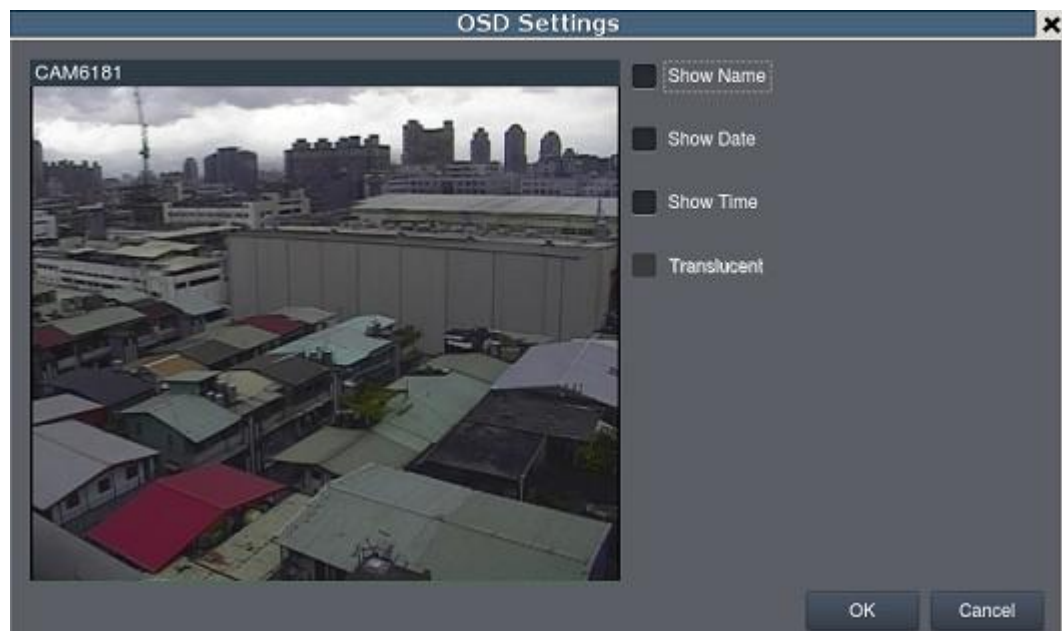 OSD Settings
CAM6181
Show Name
Show Date
Show Time
Translucent
OK
Cancel